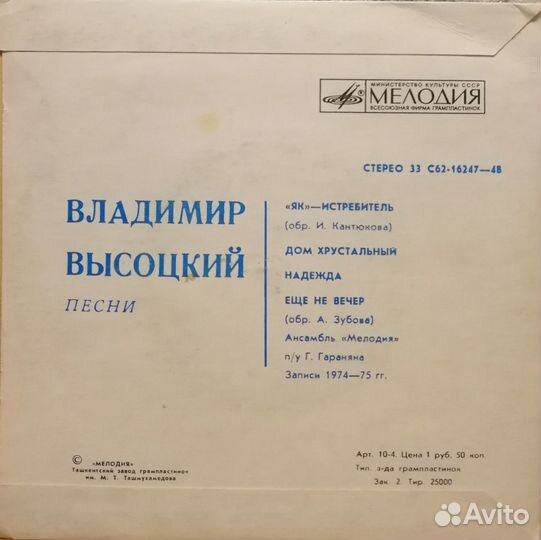 МИНИСТЕРСТВО КУЛЬТУРЫ СССР
МЕЛОДИЯ
ВСЕСОЮЗНАЯ ФИРМА ГРАМПЛАСТИНОК
СТЕРЕО 33 С62-16247—48
ВЛАДИМИР
ВЫСОЦКИЙ
ПЕСНИ
«ЯК»—ИСТРЕБИТЕЛЬ
(обр. И. Кантюкова)
ДОМ ХРУСТАЛЬНЫЙ
НАДЕЖДА
ЕЩЕ НЕ ВЕЧЕР
(обр. А. Зубова)
Ансамбль «Мелодия»
п/у Г. Гараняна
Записи 1974—75 гг.
© «МЕЛОДИЯ»
Ташкентский завод грампластинок
им. М. Т. Ташмухамедова
Арт. 10-4. Цена 1 руб. 50 коп.
Тип. з-да грампластинок
Зак. 2. Тир. 25000
Avito